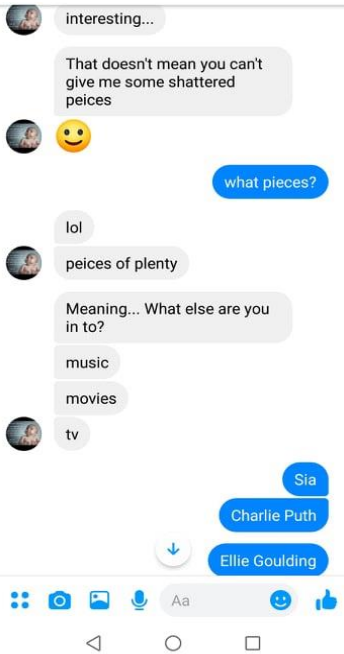 interesting...
That doesn't mean you can't
give me some shattered
peices
what pieces?
lol
peices of plenty
Meaning... What else are you
in to?
music
movies
tv
Sia
Charlie Puth
Ellie Goulding
Aa